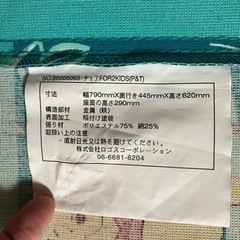 NO.86005063 チェアFOR2KIDS(P&T)
寸法 幅790mmX奥行き445mmX高さ620mm
座面の高さ290mm
構造部材 金属（鉄）
表面加工 焼付け塗装
張り材 ポリエステル75% 綿25%
取扱い上の注意
・直射日光又は熱を避けてください。
株式会社ロゴスコーポレーション
06-6681-8204